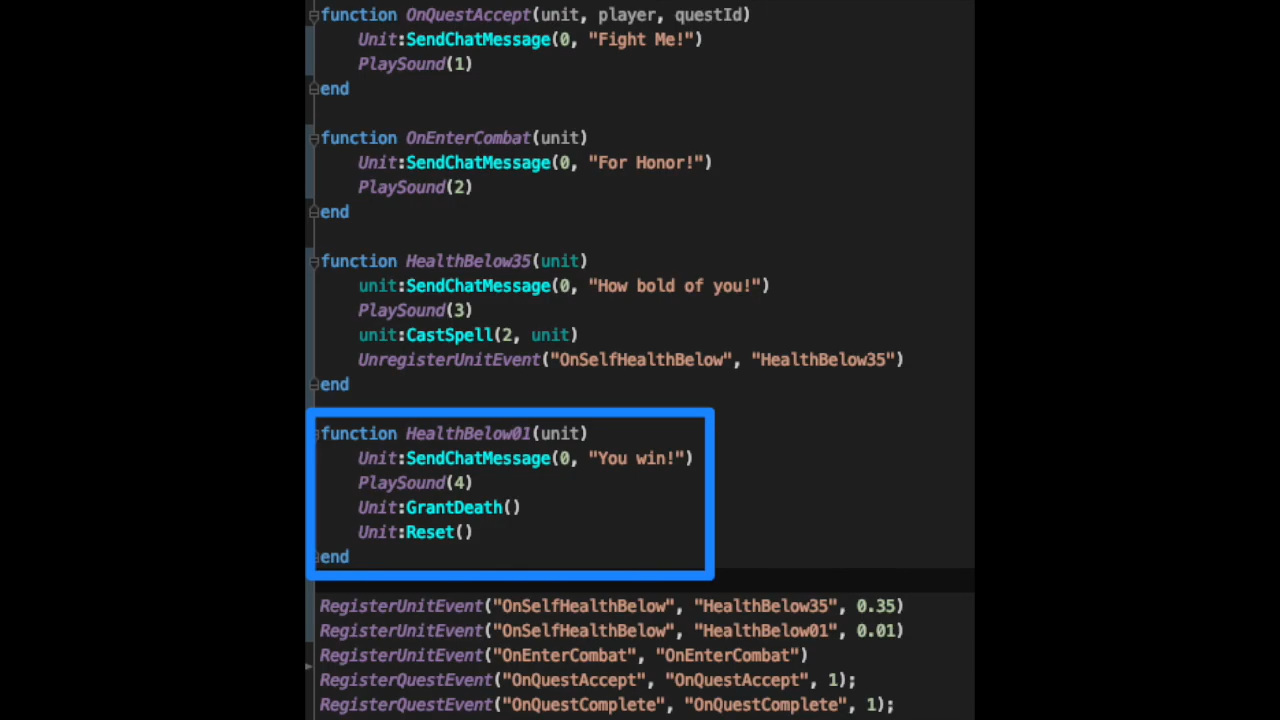 function OnQuestAccept(unit, player, questId)
Unit:SendChatMessage(0, "Fight Me!")
PlaySound(1)
end
function OnEnterCombat(unit)
Unit:SendChatMessage(0, "For Honor!")
PlaySound(2)
end
function HealthBelow35(unit)
unit:SendChatMessage(0, "How bold of you!")
PlaySound(3)
unit:CastSpell(2, unit)
UnregisterUnitEvent("OnSelfHealthBelow", "HealthBelow35")
end
function HealthBelow01(unit)
Unit:SendChatMessage(0, "You win!")
PlaySound(4)
Unit:GrantDeath()
Unit:Reset()
end
RegisterUnitEvent("OnSelfHealthBelow", "HealthBelow35", 0.35)
RegisterUnitEvent("OnSelfHealthBelow", "HealthBelow01", 0.01)
RegisterUnitEvent("OnEnterCombat", "OnEnterCombat")
RegisterQuestEvent("OnQuestAccept", "OnQuestAccept", 1);
RegisterQuestEvent("OnQuestComplete", "OnQuestComplete", 1);